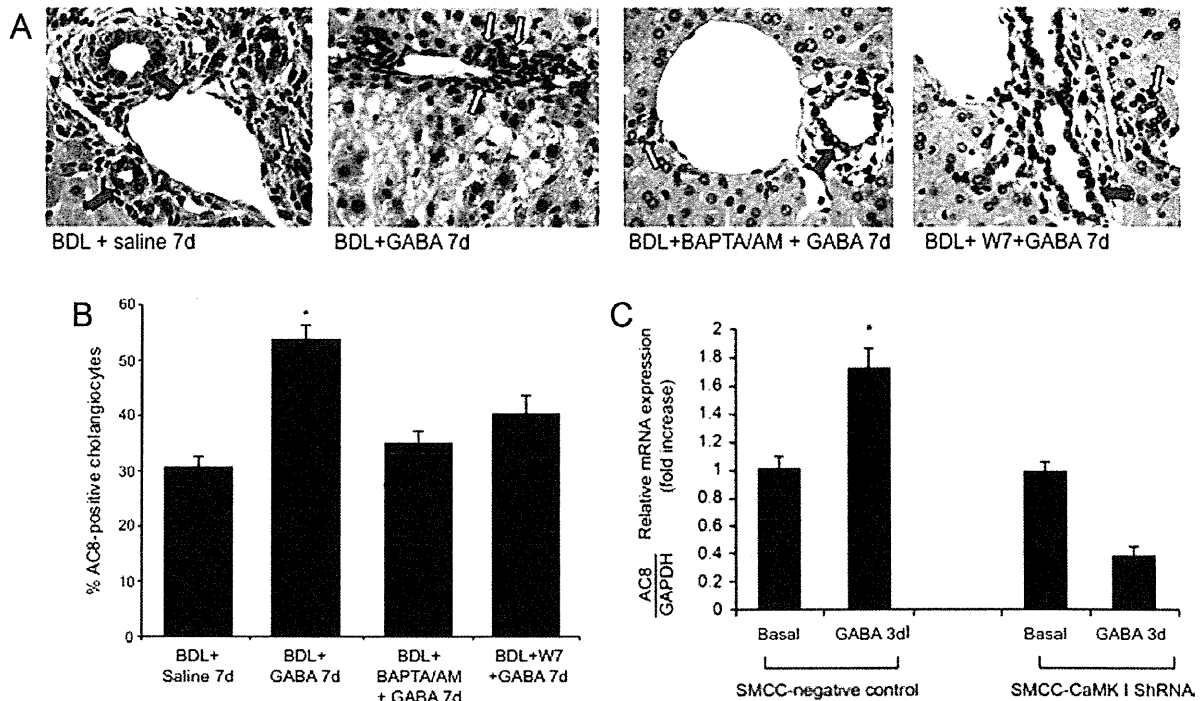 A
BDL + saline 7d
BDL+GABA 7d
BDL+BAPTA/AM + GABA 7d
BDL+ W7+GABA 7d
B
% AC8-positive cholangiocytes
60
50
40
30
20
10
0
BDL+
Saline 7d
BDL+
GABA 7d
BDL+
BAPTA/AM
+ GABA 7d
BDL+W7
+GABA 7d
*
C
AC8
GAPDH
Relative mRNA expression
(fold increase)
2
1.8
1.6
1.4
1.2
1
0.8
0.6
0.4
0.2
0
*
Basal
GABA 3d
Basal
GABA 3d
SMCC-negative control
SMCC-CaMK I ShRNA